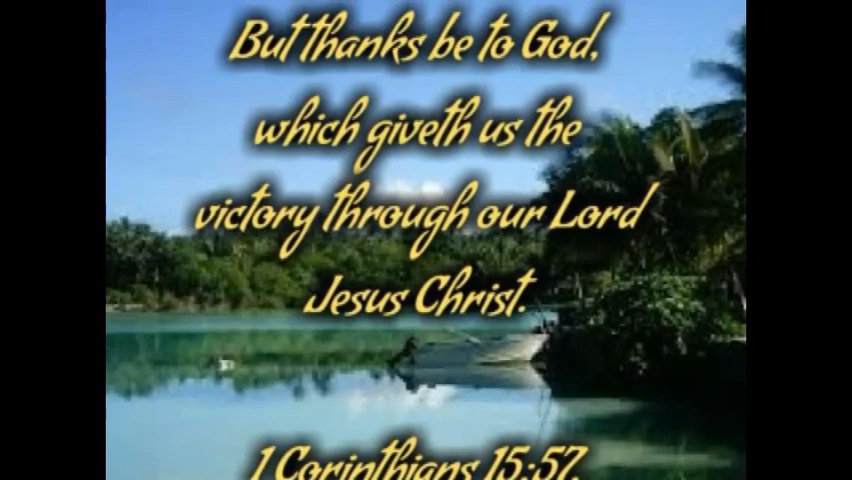 But thanks be to God,
which giveth us the
victory through our Lord
Jesus Christ.
1 Corinthians 15:57.